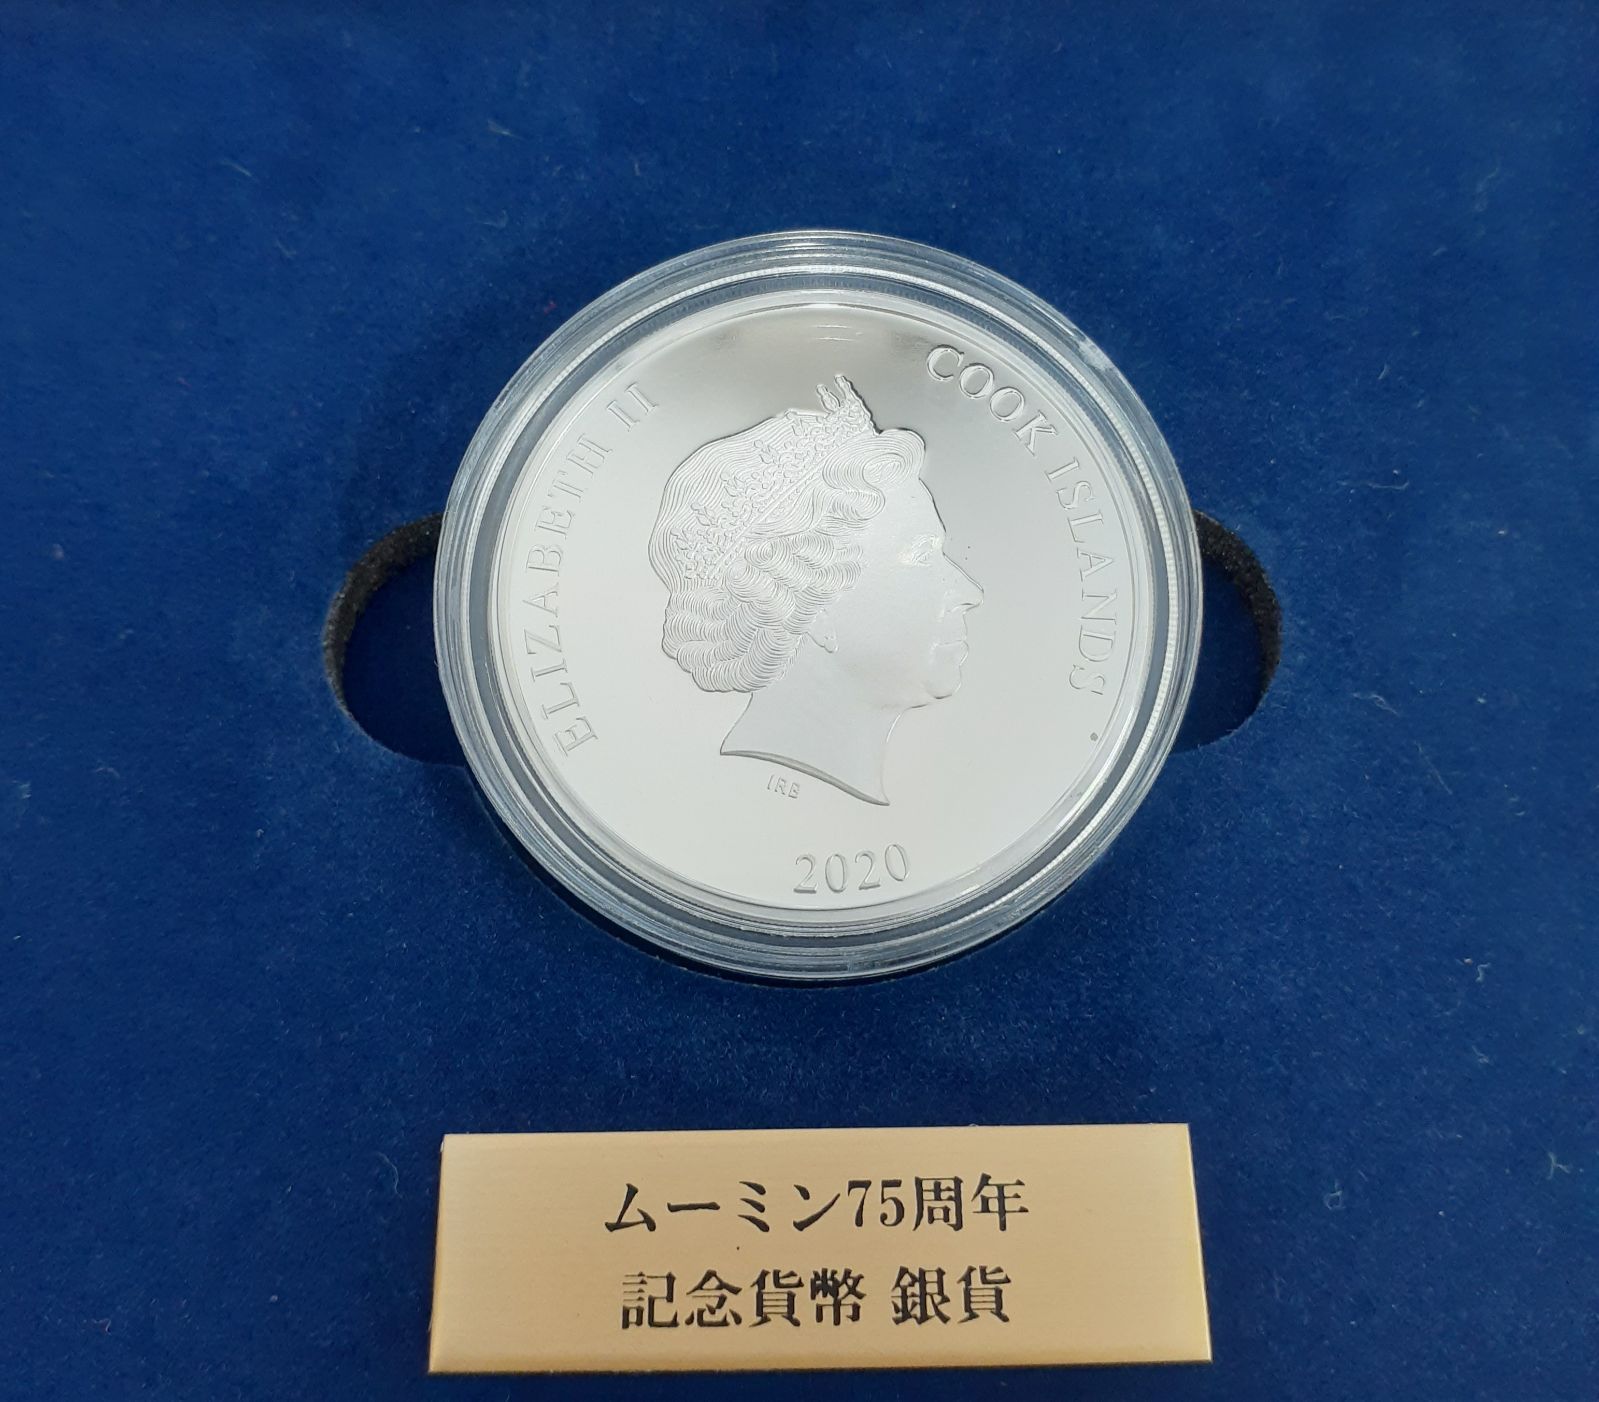 ELIZABETH II
COOK ISLANDS
IRB
2020
ムーミン75周年
記念貨幣 銀貨